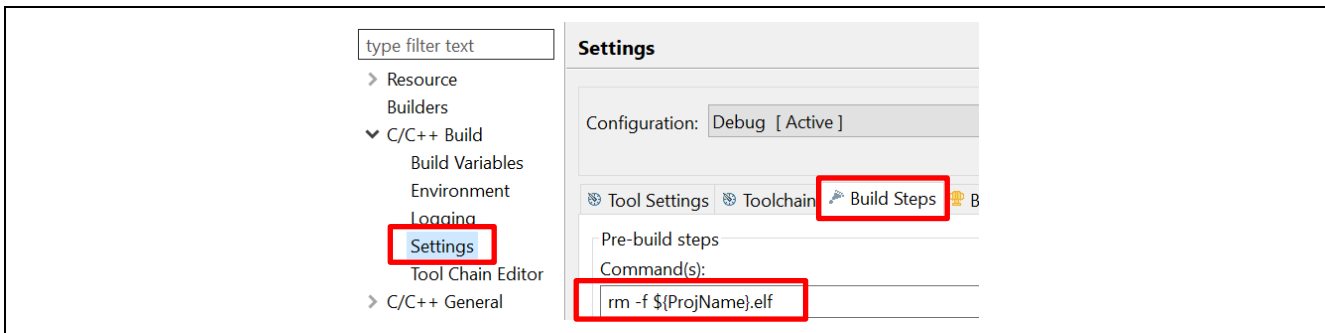 type filter text
Resource
Builders
C/C++ Build
Build Variables
Environment
Logging
Settings
Tool Chain Editor
C/C++ General
Settings
Configuration: Debug [ Active ]
Tool Settings Toolchain Build Steps B
Pre-build steps
Command(s):
rm -f ${ProjName}.elf